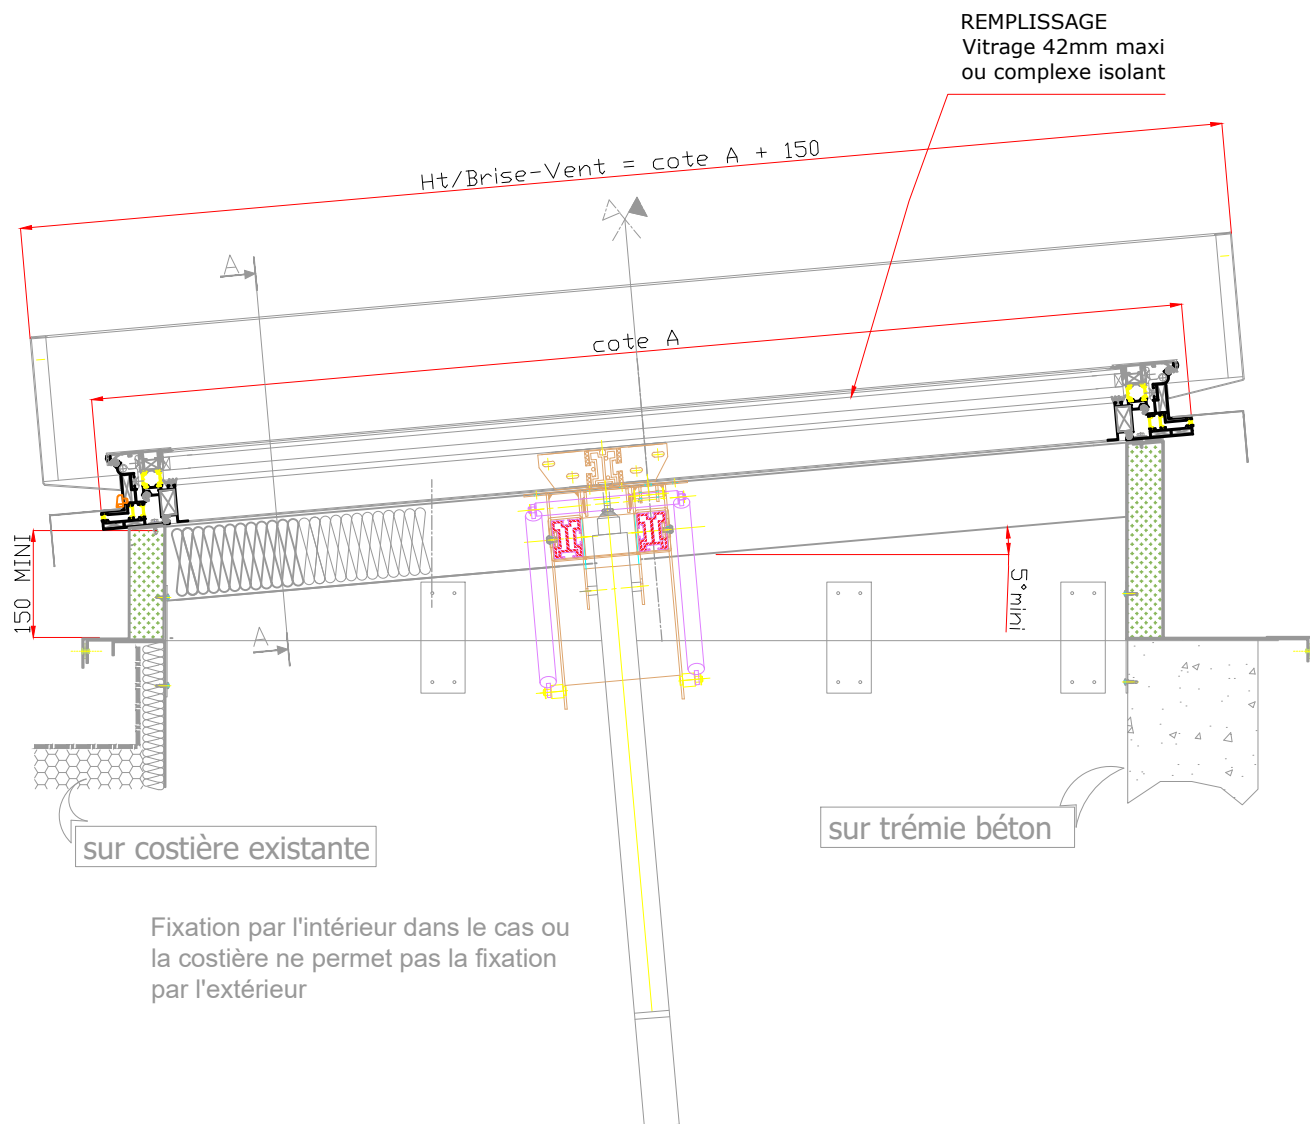 REMPLISSAGE
Vitrage 42mm maxi
ou complexe isolant
Ht/Brise-Vent = cote A + 150
A
cote A
150 MINI
5°mini
A
sur costière existante
sur trémie béton
Fixation par l'intérieur dans le cas ou
la costière ne permet pas la fixation
par l'extérieur